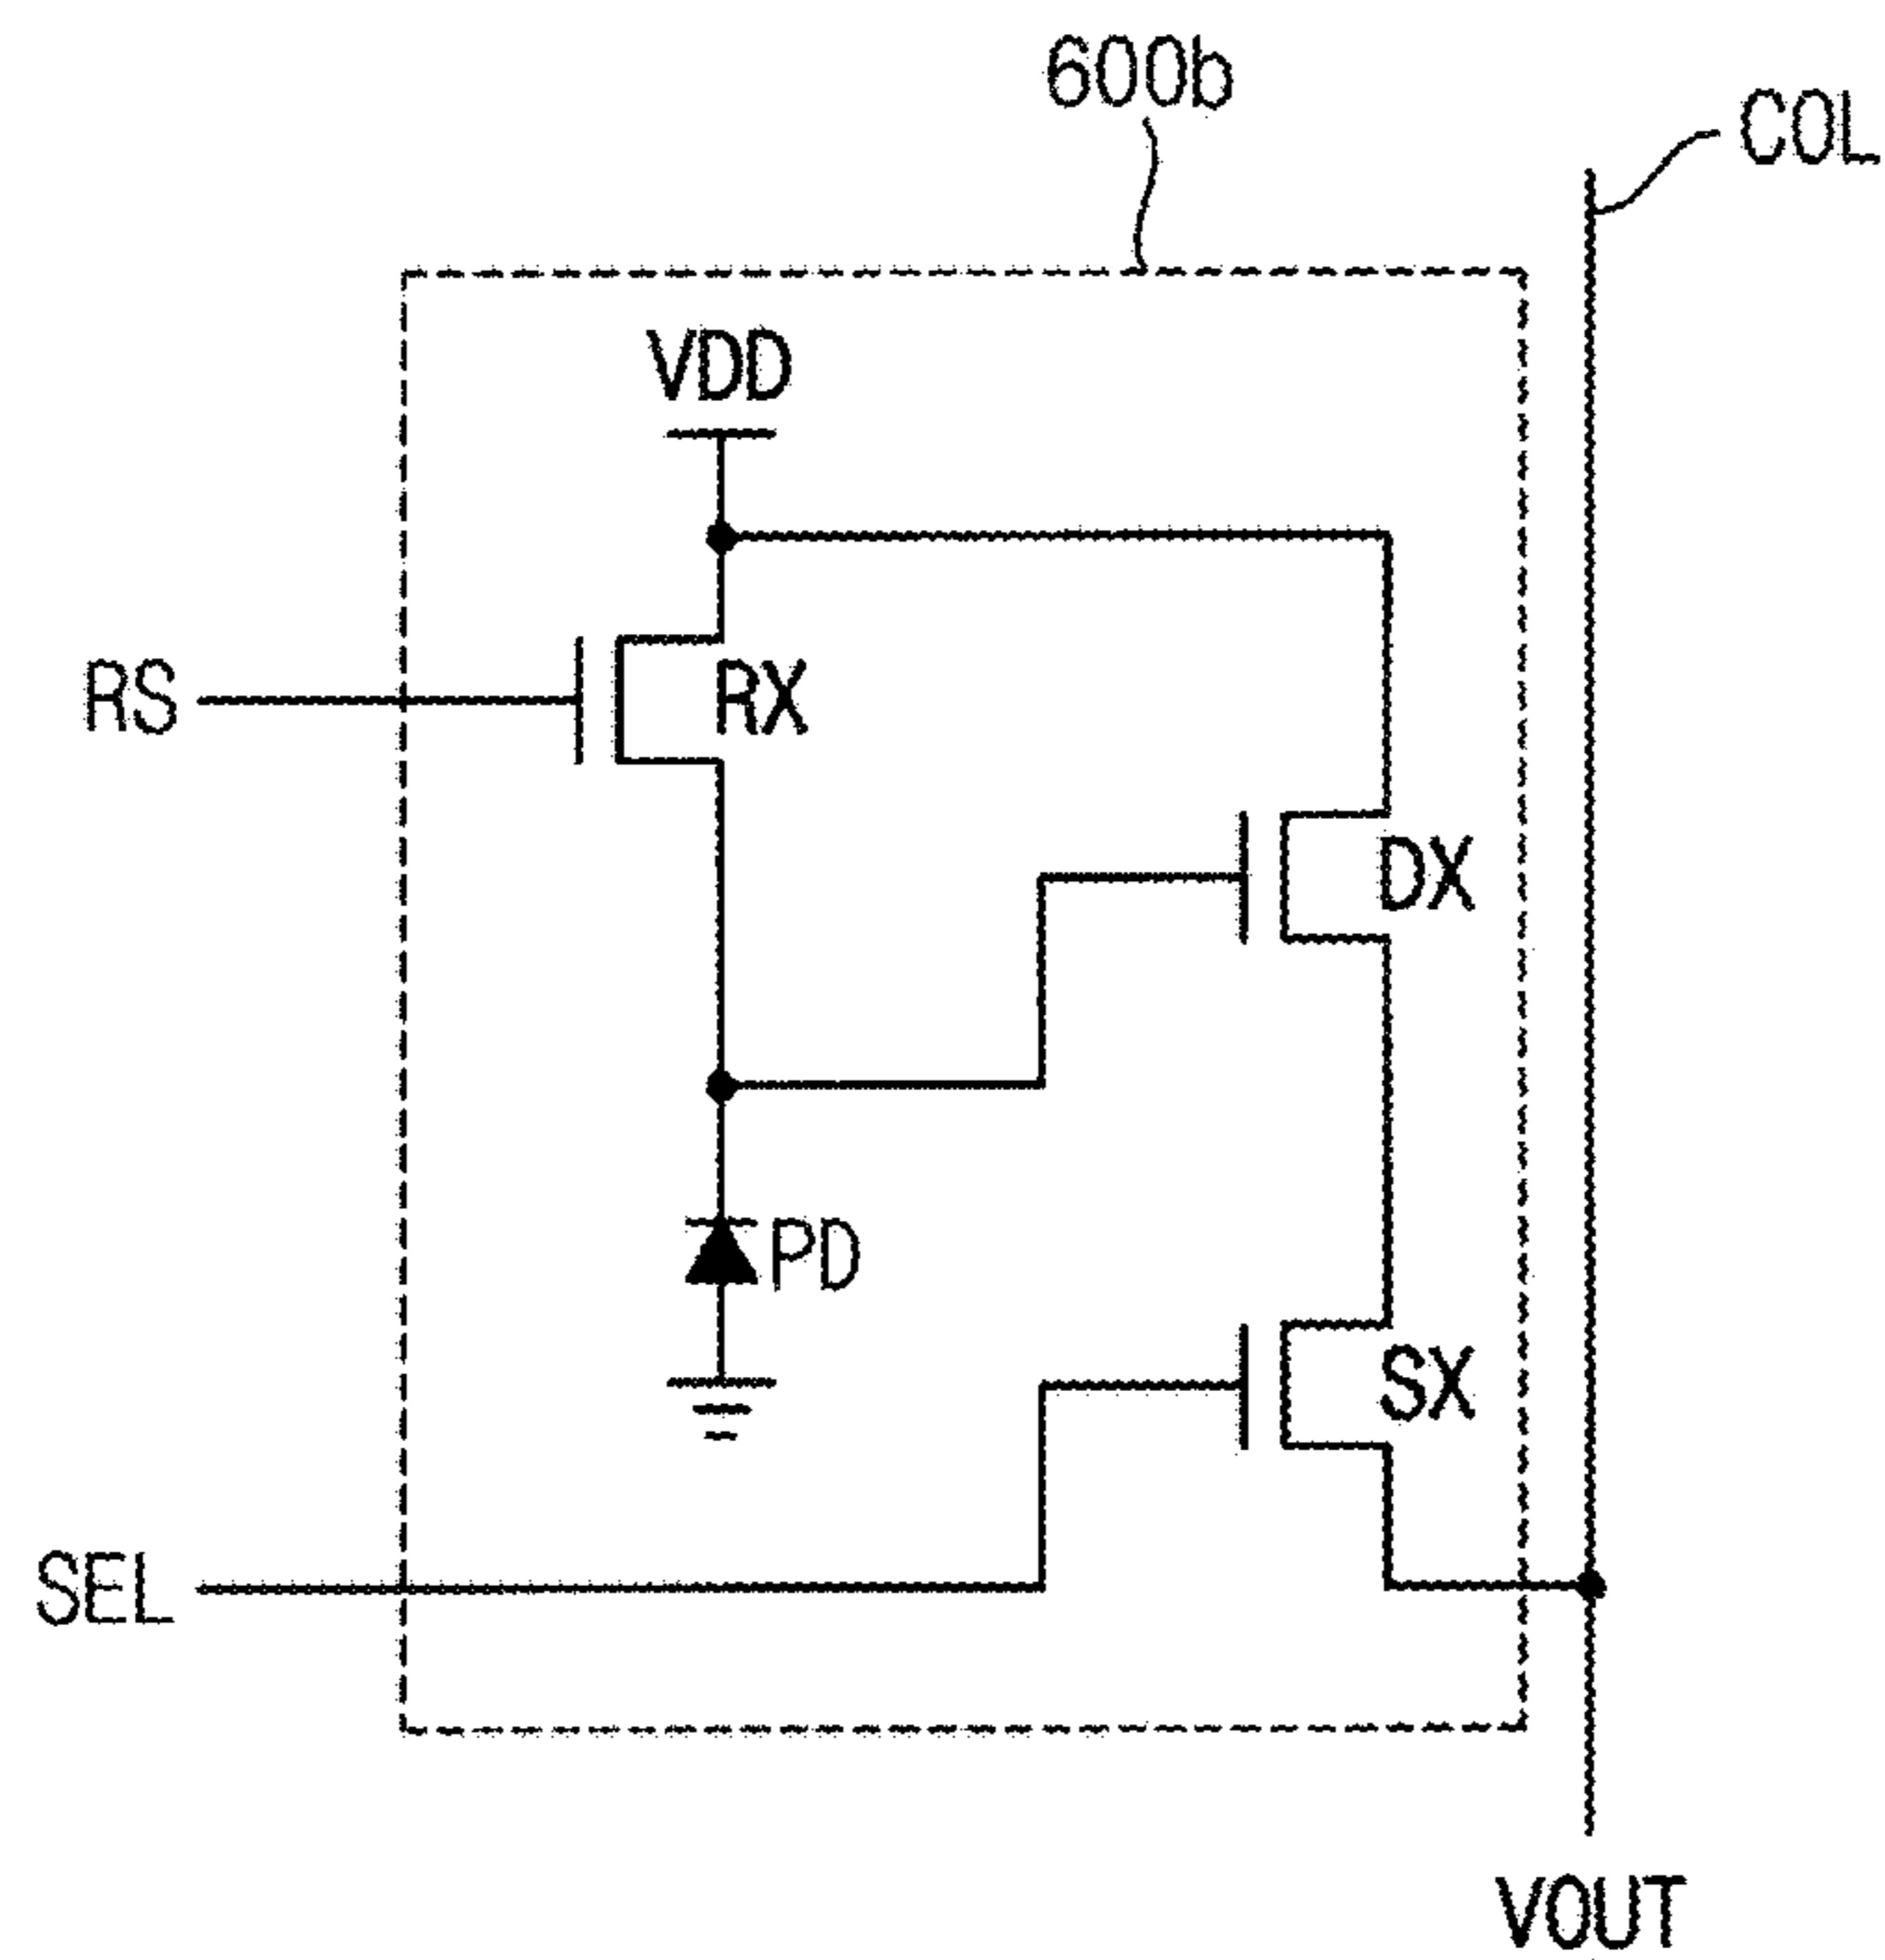 600b
COL
VDD
RS
RX
DX
PD
SX
SEL
VOUT